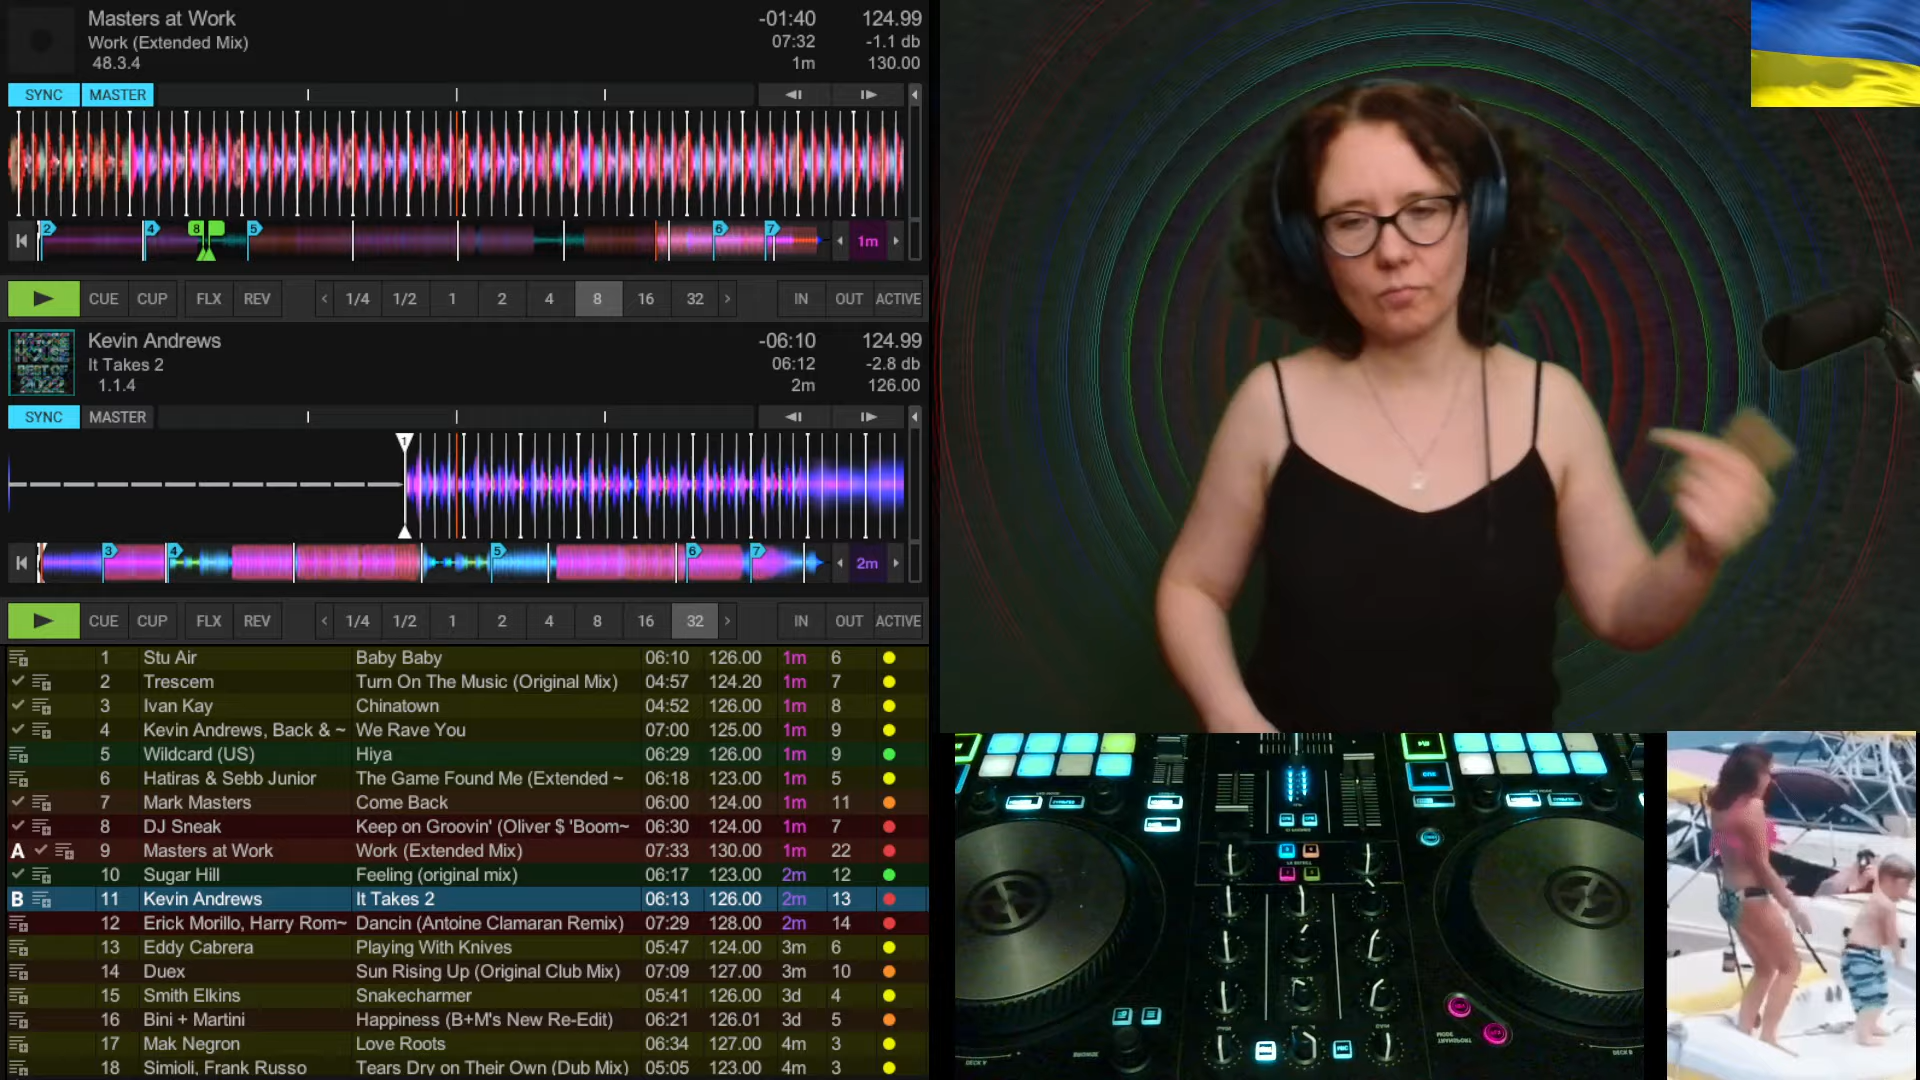 Masters at Work -01:40 124.99
Work (Extended Mix) 07:32 -1.1 db
48.3.4 1m 130.00
SYNC MASTER
2 4 8 5 6 7 1m
CUE CUP FLX REV < 1/4 1/2 1 2 4 8 16 32 > IN OUT ACTIVE
Kevin Andrews -06:10 124.99
It Takes 2 06:12 -2.8 db
1.1.4 2m 126.00
BEST OF
2022
SYNC MASTER
1
3 4 5 6 7 2m
CUE CUP FLX REV < 1/4 1/2 1 2 4 8 16 32 > IN OUT ACTIVE
1 Stu Air Baby Baby 06:10 126.00 1m 6
2 Trescem Turn On The Music (Original Mix) 04:57 124.20 1m 7
3 Ivan Kay Chinatown 04:52 126.00 1m 8
4 Kevin Andrews, Back & ~ We Rave You 07:00 125.00 1m 9
5 Wildcard (US) Hiya 06:29 126.00 1m 9
6 Hatiras & Sebb Junior The Game Found Me (Extended ~ 06:18 123.00 1m 5
7 Mark Masters Come Back 06:00 124.00 1m 11
8 DJ Sneak Keep on Groovin' (Oliver $ 'Boom~ 06:30 124.00 1m 7
A 9 Masters at Work Work (Extended Mix) 07:33 130.00 1m 22
10 Sugar Hill Feeling (original mix) 06:17 123.00 2m 12
B 11 Kevin Andrews It Takes 2 06:13 126.00 2m 13
12 Erick Morillo, Harry Rom~ Dancin (Antoine Clamaran Remix) 07:29 128.00 2m 14
13 Eddy Cabrera Playing With Knives 05:47 124.00 3m 6
14 Duex Sun Rising Up (Original Club Mix) 07:09 127.00 3m 10
15 Smith Elkins Snakecharmer 05:41 126.00 3d 4
16 Bini + Martini Happiness (B+M's New Re-Edit) 06:21 126.01 3d 5
17 Mak Negron Love Roots 06:34 127.00 4m 3
18 Simioli, Frank Russo Tears Dry on Their Own (Dub Mix) 05:05 123.00 4m 3